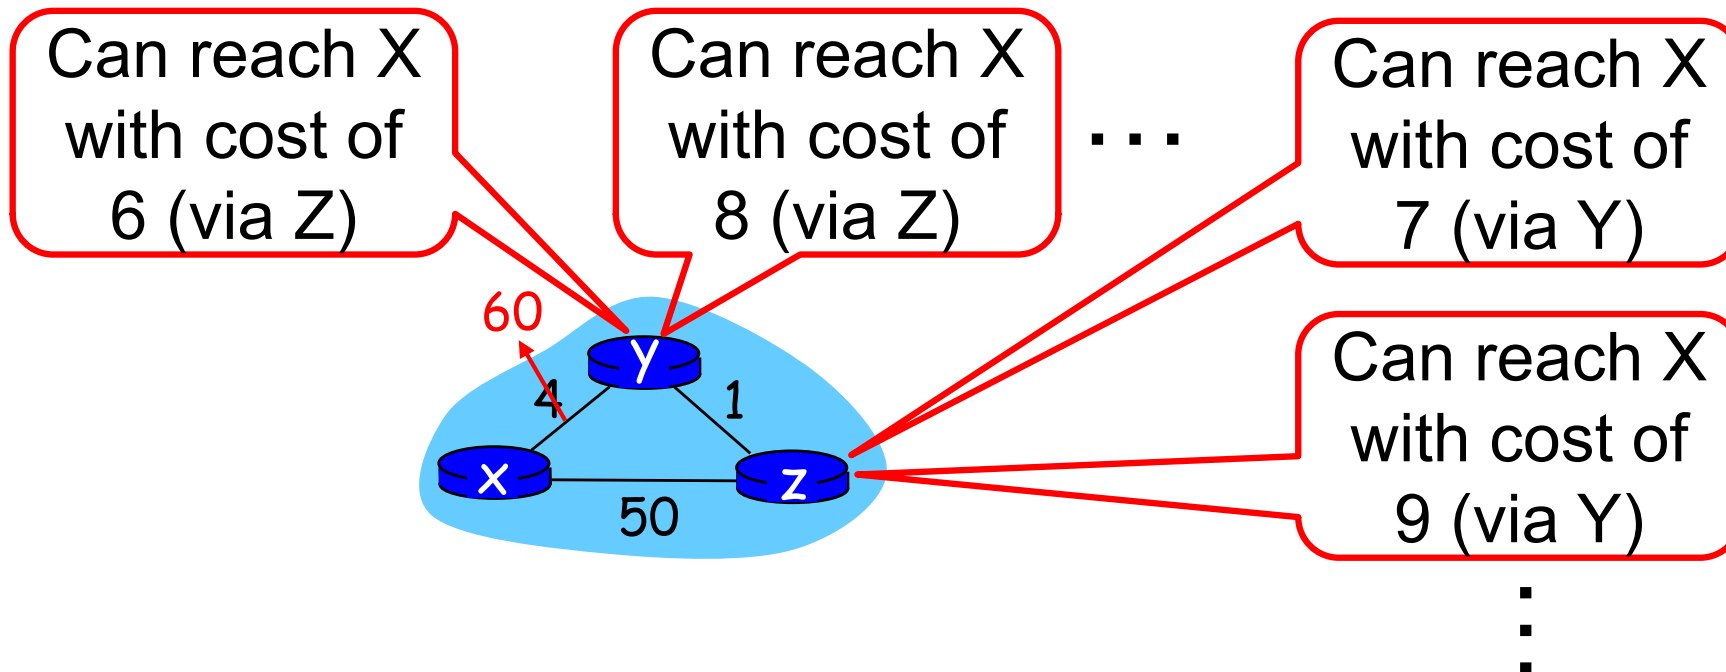 Can reach X
with cost of
6 (via Z)
Can reach X
with cost of
8 (via Z)
...
Can reach X
with cost of
7 (via Y)
60
y
4
1
x
z
50
Can reach X
with cost of
9 (via Y)